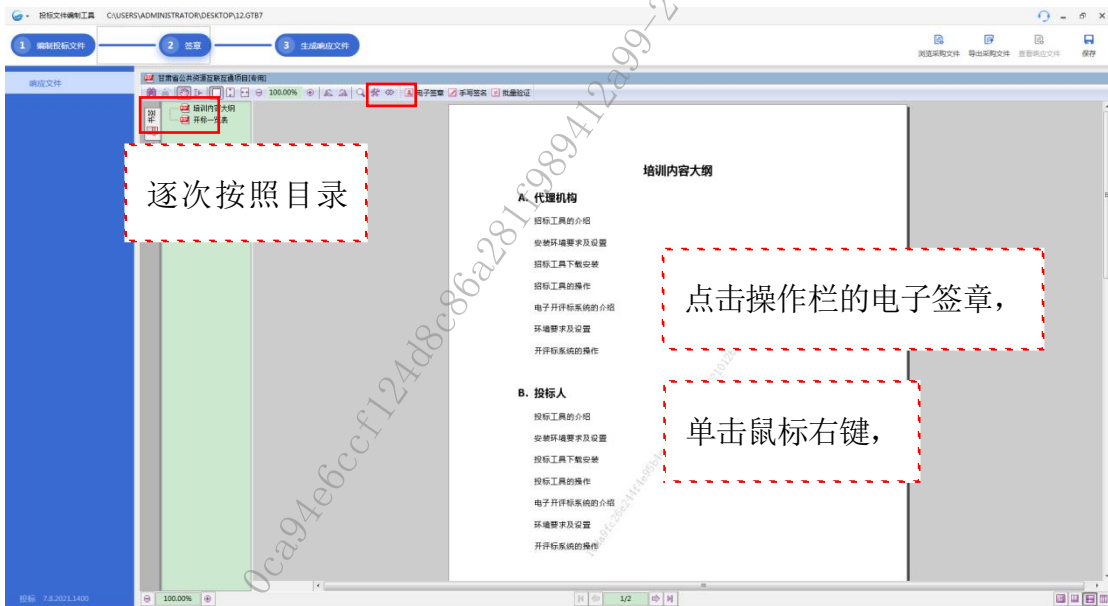 投标文件编制工具 C:\USERS\ADMINISTRATOR\DESKTOP\12.GTB7
1 编制投标文件
2 签章
3 生成响应文件
浏览采购文件 导出采购文件 查看响应文件 保存
响应文件
甘肃省公共资源互联互通项目[专用]
100.00% 电子签章 手写签名 批量验证
培训内容大纲
开标一览表
逐次按照目录
培训内容大纲
A. 代理机构
招标工具的介绍
安装环境要求及设置
招标工具下载安装
招标工具的操作
电子开评标系统的介绍
环境要求及设置
开评标系统的操作
点击操作栏的电子签章，
B. 投标人
单击鼠标右键，
投标工具的介绍
安装环境要求及设置
投标工具下载安装
投标工具的操作
电子开评标系统的介绍
环境要求及设置
开评标系统的操作
0ca94e6ccf124d8c86a281f989412a99-2
投标 7.8.2021.1400
100.00%
1/2